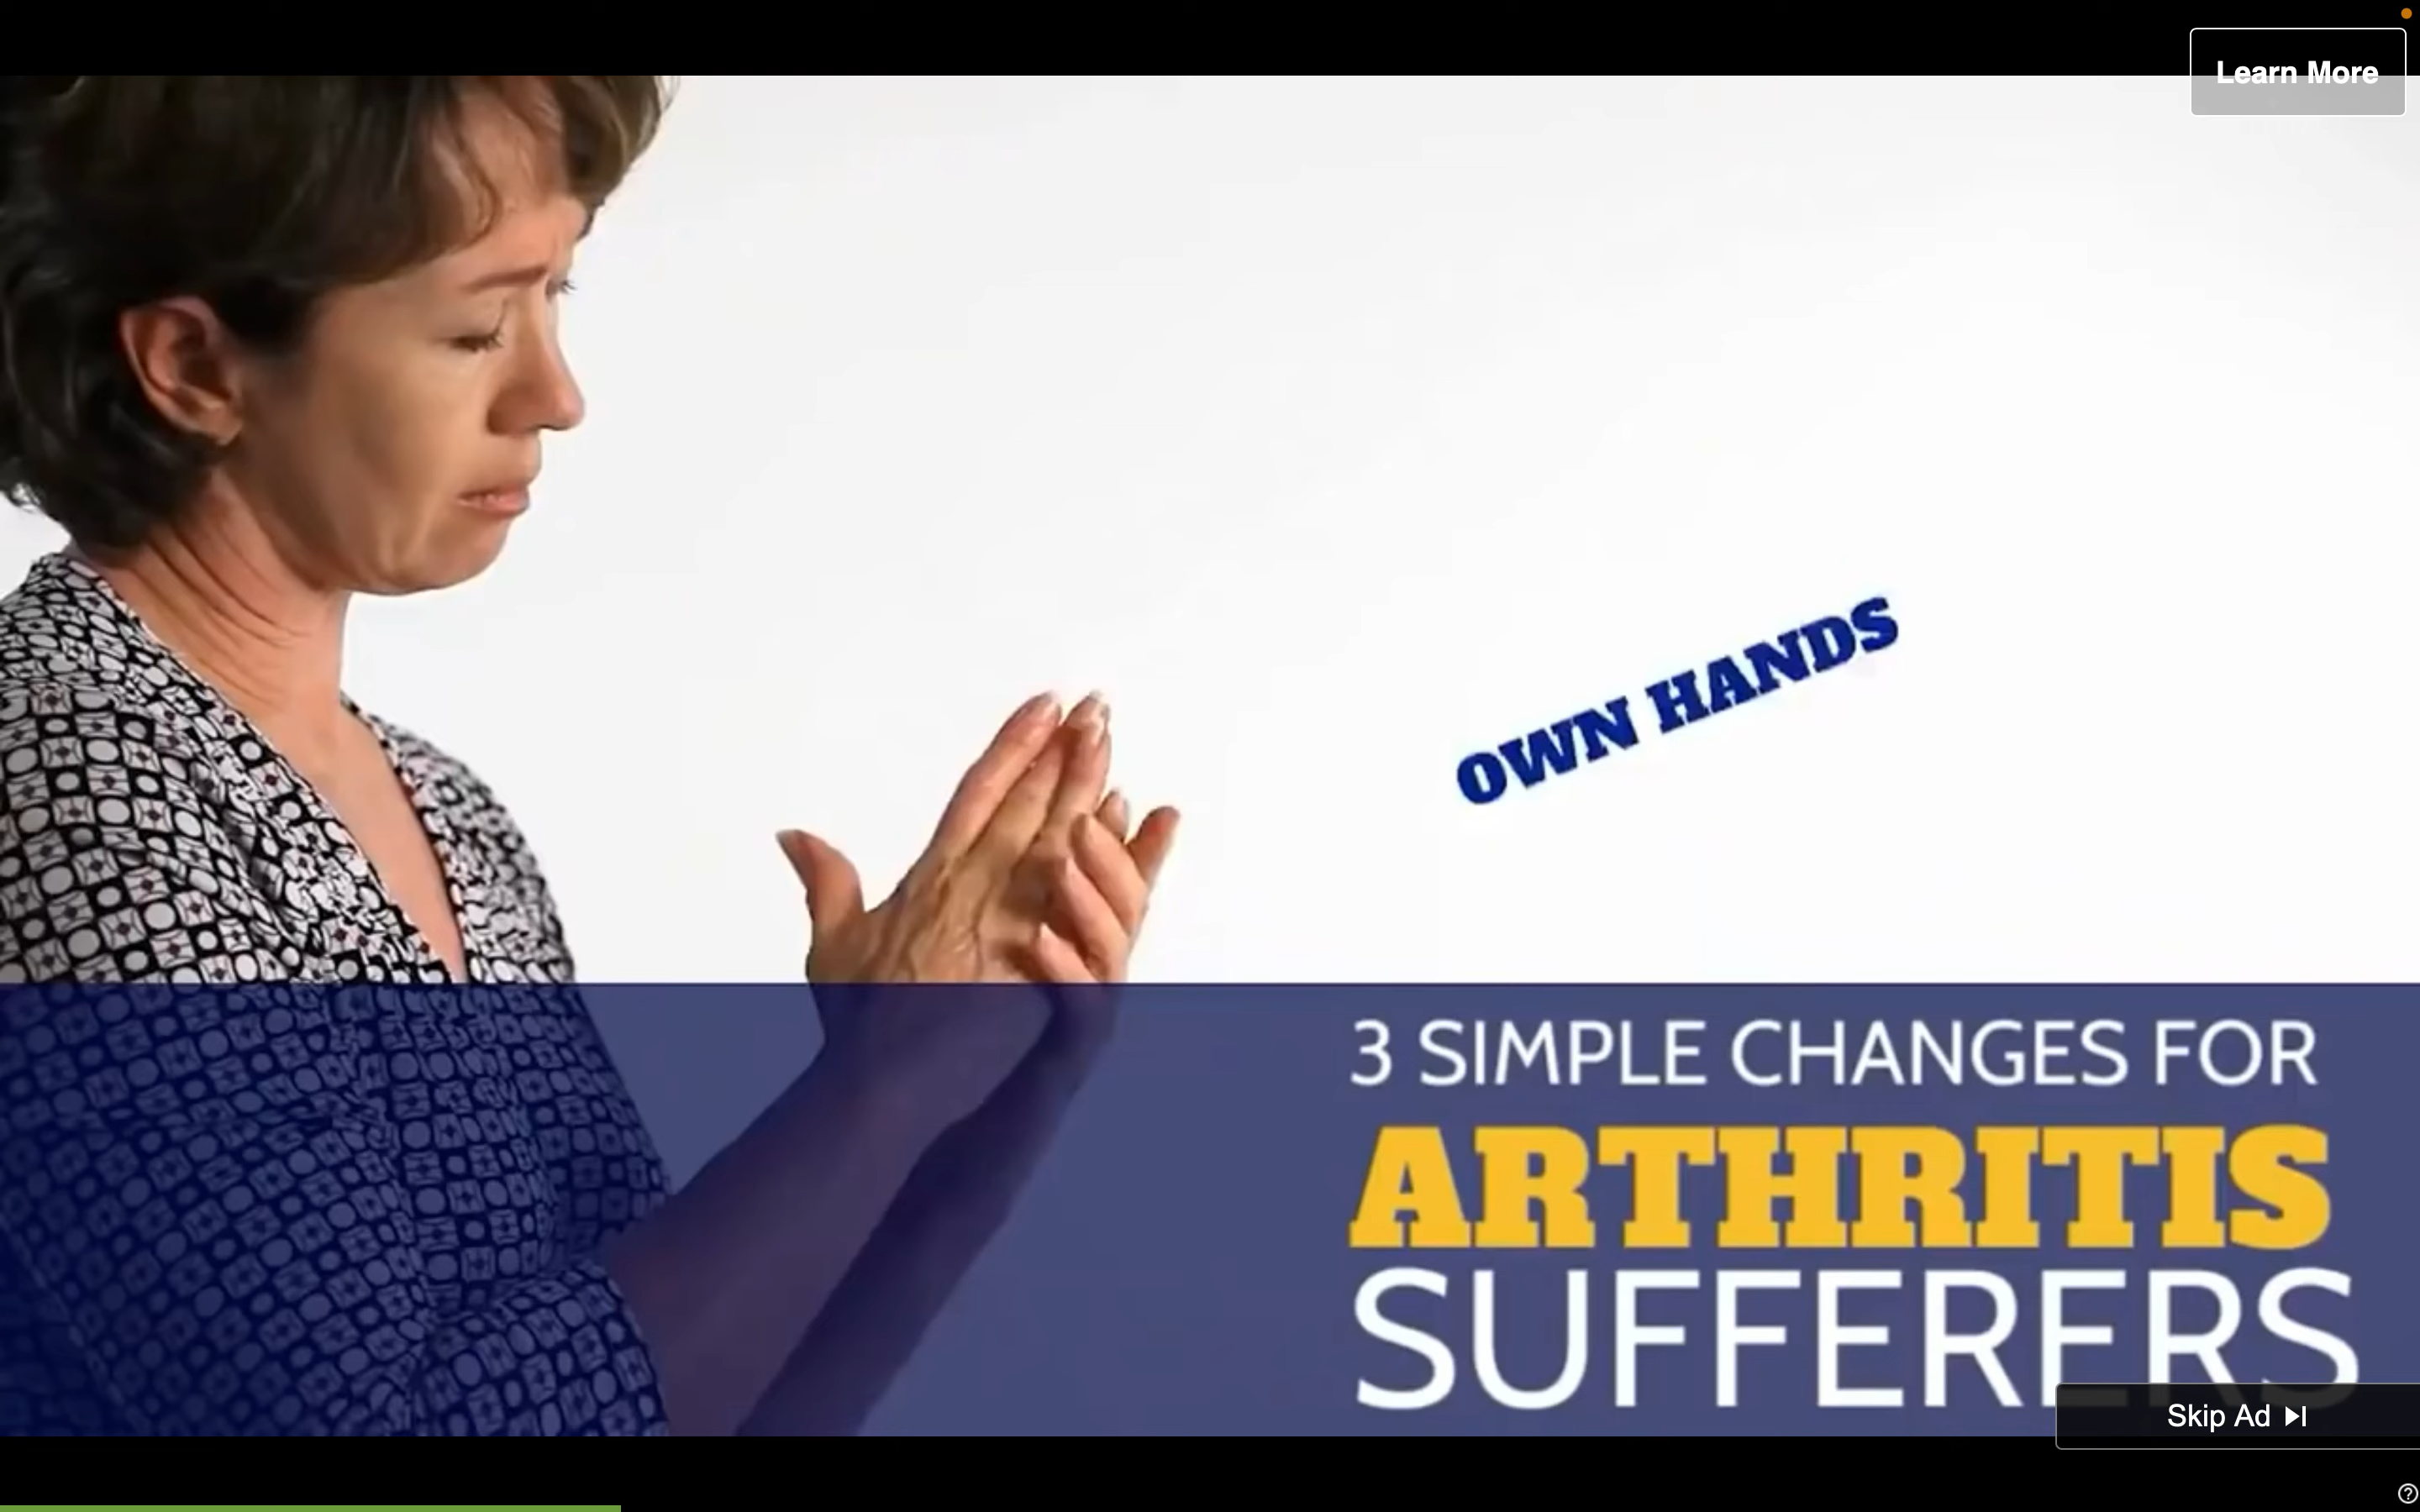 Learn More
OWN HANDS
3 SIMPLE CHANGES FOR
ARTHRITIS
SUFFERERS
Skip Ad